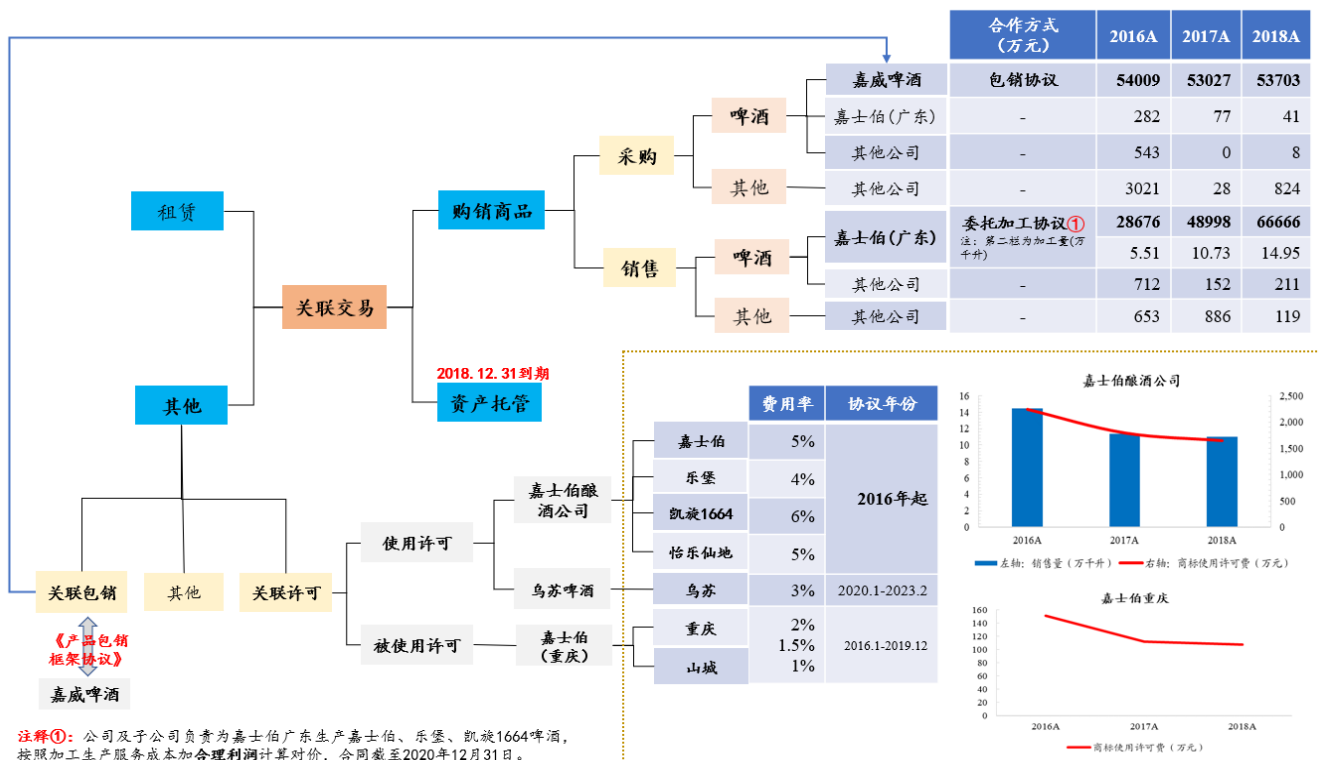 合作方式（万元） 2016A 2017A 2018A
嘉威啤酒 包销协议 54009 53027 53703
嘉士伯(广东) - 282 77 41
其他公司 - 543 0 8
其他公司 - 3021 28 824
嘉士伯(广东) 委托加工协议① 28676 48998 66666
注：第二栏为加工量(万千升) 5.51 10.73 14.95
其他公司 - 712 152 211
其他公司 - 653 886 119
啤酒
采购
其他
租赁
购销商品
啤酒
销售
其他
关联交易
2018.12.31到期
资产托管
其他
费用率 协议年份
嘉士伯 5%
乐堡 4%
凯旋1664 6%
怡乐仙地 5%
2016年起
乌苏 3% 2020.1-2023.2
重庆 2%
1.5%
山城 1%
2016.1-2019.12
嘉士伯酿酒公司
使用许可
乌苏啤酒
被使用许可
嘉士伯（重庆）
关联包销
其他
关联许可
《产品包销
框架协议》
嘉威啤酒
嘉士伯酿酒公司
16
14
12
10
8
6
4
2
0
2,500
2,000
1,500
1,000
500
0
2016A 2017A 2018A
左轴：销售量（万千升） 右轴：商标使用许可费（万元）
嘉士伯重庆
160
140
120
100
80
60
40
20
0
2016A 2017A 2018A
商标使用许可费（万元）
注释①：公司及子公司负责为嘉士伯广东生产嘉士伯、乐堡、凯旋1664啤酒，
按照加工生产服务成本加合理利润计算对价，合同截至2020年12月31日。